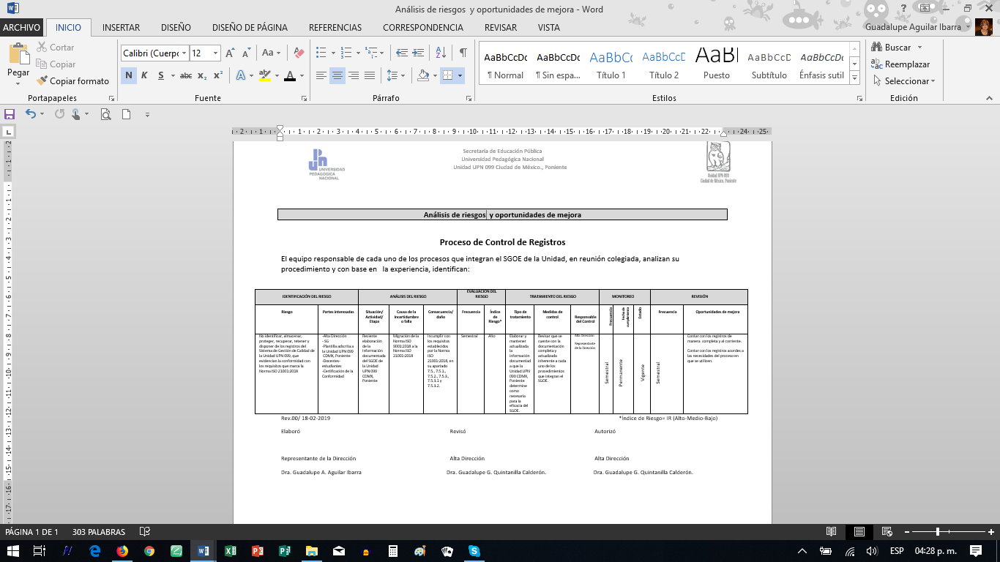 Análisis de riesgos  y oportunidades de mejora - Word
ARCHIVO INICIO INSERTAR DISEÑO DISEÑO DE PÁGINA REFERENCIAS CORRESPONDENCIA REVISAR VISTA Guadalupe Aguilar Ibarra
Pegar
Cortar
Copiar
Copiar formato
Portapapeles
Calibri (Cuerpo 12
N K S abc x₂ x²
Fuente
Párrafo
AaBbCcDc AaBbCcDc AaBbCc AaBbCcD AaB AaBbCcD AaBbCcDc
¶ Normal ¶ Sin espa... Título 1 Título 2 Puesto Subtítulo Énfasis sutil
Estilos
Buscar
Reemplazar
Seleccionar
Edición
UNIVERSIDAD
PEDAGÓGICA
NACIONAL
Secretaría de Educación Pública
Universidad Pedagógica Nacional
Unidad UPN 099 Ciudad de México., Poniente
Unidad UPN 099
Ciudad de México, Poniente
Análisis de riesgos  y oportunidades de mejora
Proceso de Control de Registros
El equipo responsable de cada uno de los procesos que integran el SGOE de la Unidad, en reunión colegiada, analizan su
procedimiento y con base en   la experiencia, identifican:
IDENTIFICACIÓN DEL RIESGO
ANÁLISIS DEL RIESGO
EVALUACIÓN DEL
RIESGO
TRATAMIENTO DEL RIESGO
MONITOREO
REVISIÓN
Riesgo
Partes interesadas
Situación/
Actividad/
Etapa
Causa de la
incertidumbre
o falla
Consecuencia/
daño
Frecuencia
Índice
de
Riesgo*
Tipo de
tratamiento
Medidas de
control
Responsable
del Control
Frecuencia
Fecha de
cumplimiento
Estado
Frecuencia
Oportunidades de mejora
No identificar, almacenar,
proteger, recuperar, retener y
disponer de los registros del
Sistema de Gestión de Calidad de
la Unidad UPN 099, que
evidencian la conformidad con
los requisitos que marca la
Norma ISO 21001:2018
-Alta Dirección
- SG
-Plantilla adscrita a
la Unidad UPN 099
CDMX, Poniente
-Docentes-
estudiantes
-Certificación de la
Conformidad
Reciente
elaboración
de la
Información
documentada
del SGOE de
la Unidad
UPN 099
CDMX,
Poniente
Migración de la
Norma ISO
9001:2018 a la
Norma ISO
21001:2018
Incumplir con
los requisitos
establecidos
por la Norma
ISO
21001:2018, en
su apartado
7.5., 7.5.1.,
7.5.2., 7.5.3.,
7.5.3.1 y
7.5.3.2.
Semestral
Alto
Elaborar y
mantener
actualizada
la
información
documentad
a que la
Unidad UPN
099 CDMX,
Poniente
determine
como
necesaria
para la
eficacia del
SGOE.
Revisar que se
cuente con la
documentación
completa y
actualizada
inherente a cada
uno de los
procedimientos
que integran el
SGOE.
Alta Dirección
Representante
de la Dirección
Semestral
Permanente
Vigente
Semestral
Contar con los registros de
manera  completa y al corriente.
Contar con los registros acordes a
las necesidades del proceso en
que se utilicen.
Rev.00/ 18-02-2019 *Índice de Riesgo= IR (Alto-Medio-Bajo)
Elaboró Revisó Autorizó
Representante de la Dirección Alta Dirección Alta Dirección
Dra. Guadalupe A. Aguilar Ibarra Dra. Guadalupe G. Quintanilla Calderón. Dra. Guadalupe G. Quintanilla Calderón.
PÁGINA 1 DE 1 303 PALABRAS 100%
ESP 04:28 p. m.